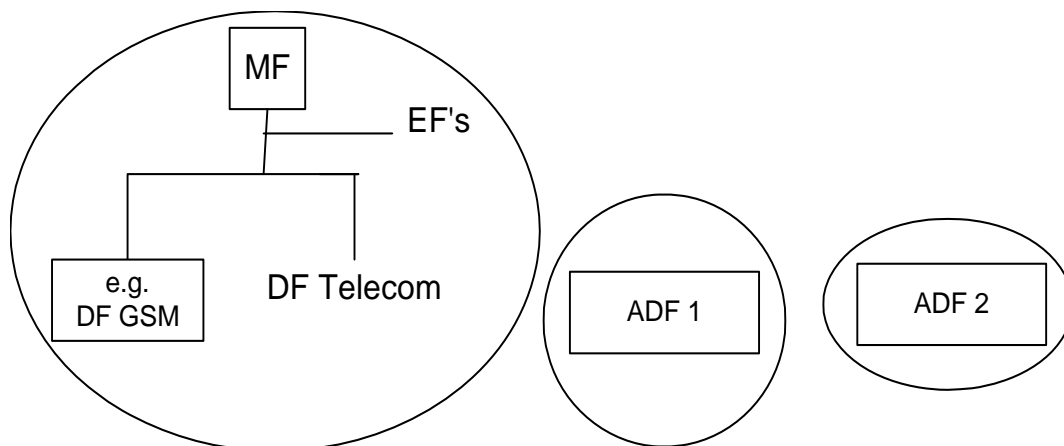 MF
EF's
e.g.
DF GSM
DF Telecom
ADF 1
ADF 2